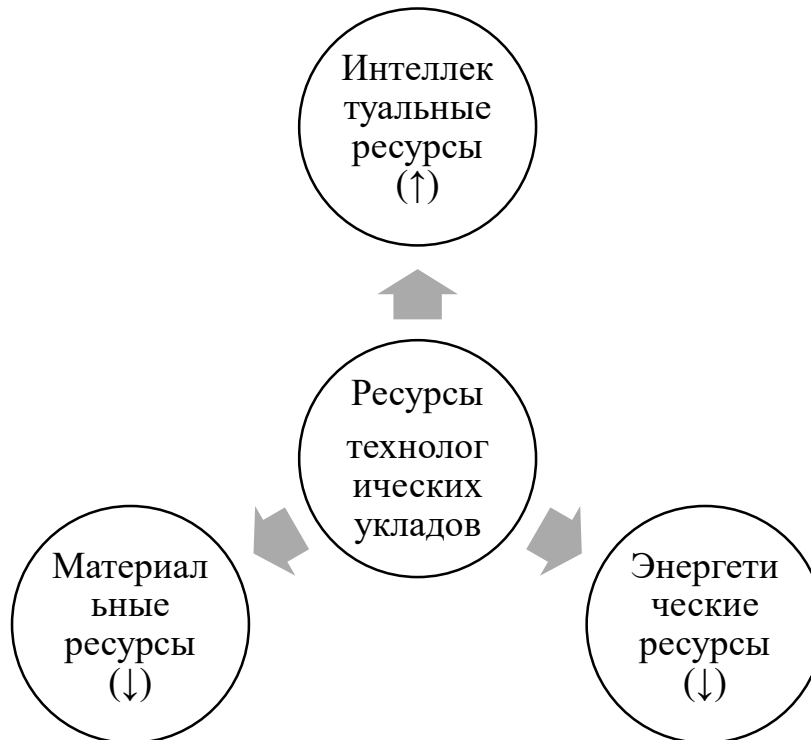 Интеллек
туальные
ресурсы
(↑)
Ресурсы
технолог
ических
укладов
Материал
ьные
ресурсы
(↓)
Энергети
ческие
ресурсы
(↓)